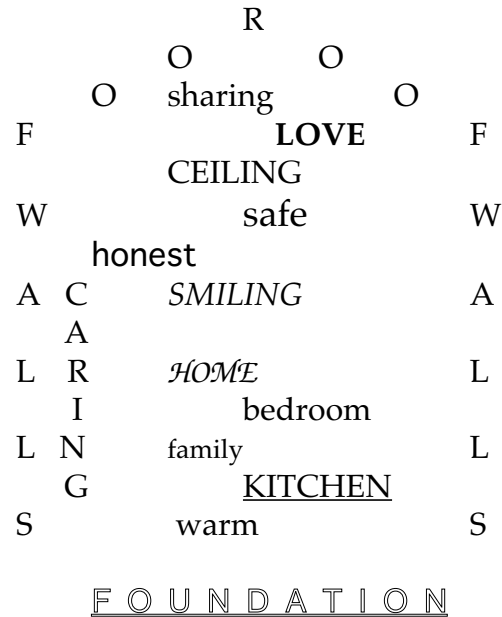 R
O O
O sharing O
F LOVE F
CEILING
W safe W
honest
A C SMILING A
A
L R HOME L
I bedroom
L N family L
G KITCHEN
S warm S
FOUNDATION